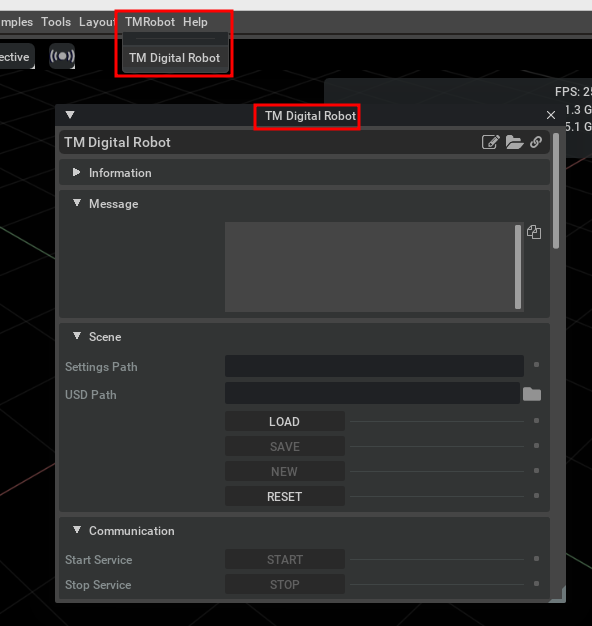 mples Tools Layout TMRobot Help
ective
TM Digital Robot
FPS: 25
1.3 G
5.1 G
TM Digital Robot
TM Digital Robot
Information
Message
Scene
Settings Path
USD Path
LOAD
SAVE
NEW
RESET
Communication
Start Service START
Stop Service STOP